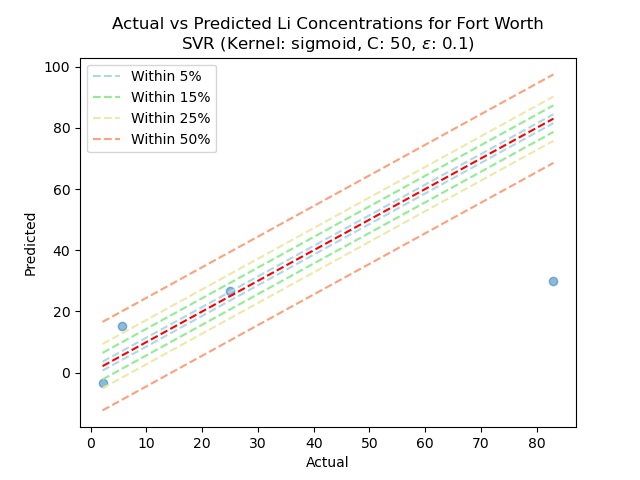 Actual vs Predicted Li Concentrations for Fort Worth
SVR (Kernel: sigmoid, C: 50, ε: 0.1)
Within 5%
Within 15%
Within 25%
Within 50%
Predicted
100
80
60
40
20
0
0 10 20 30 40 50 60 70 80
Actual